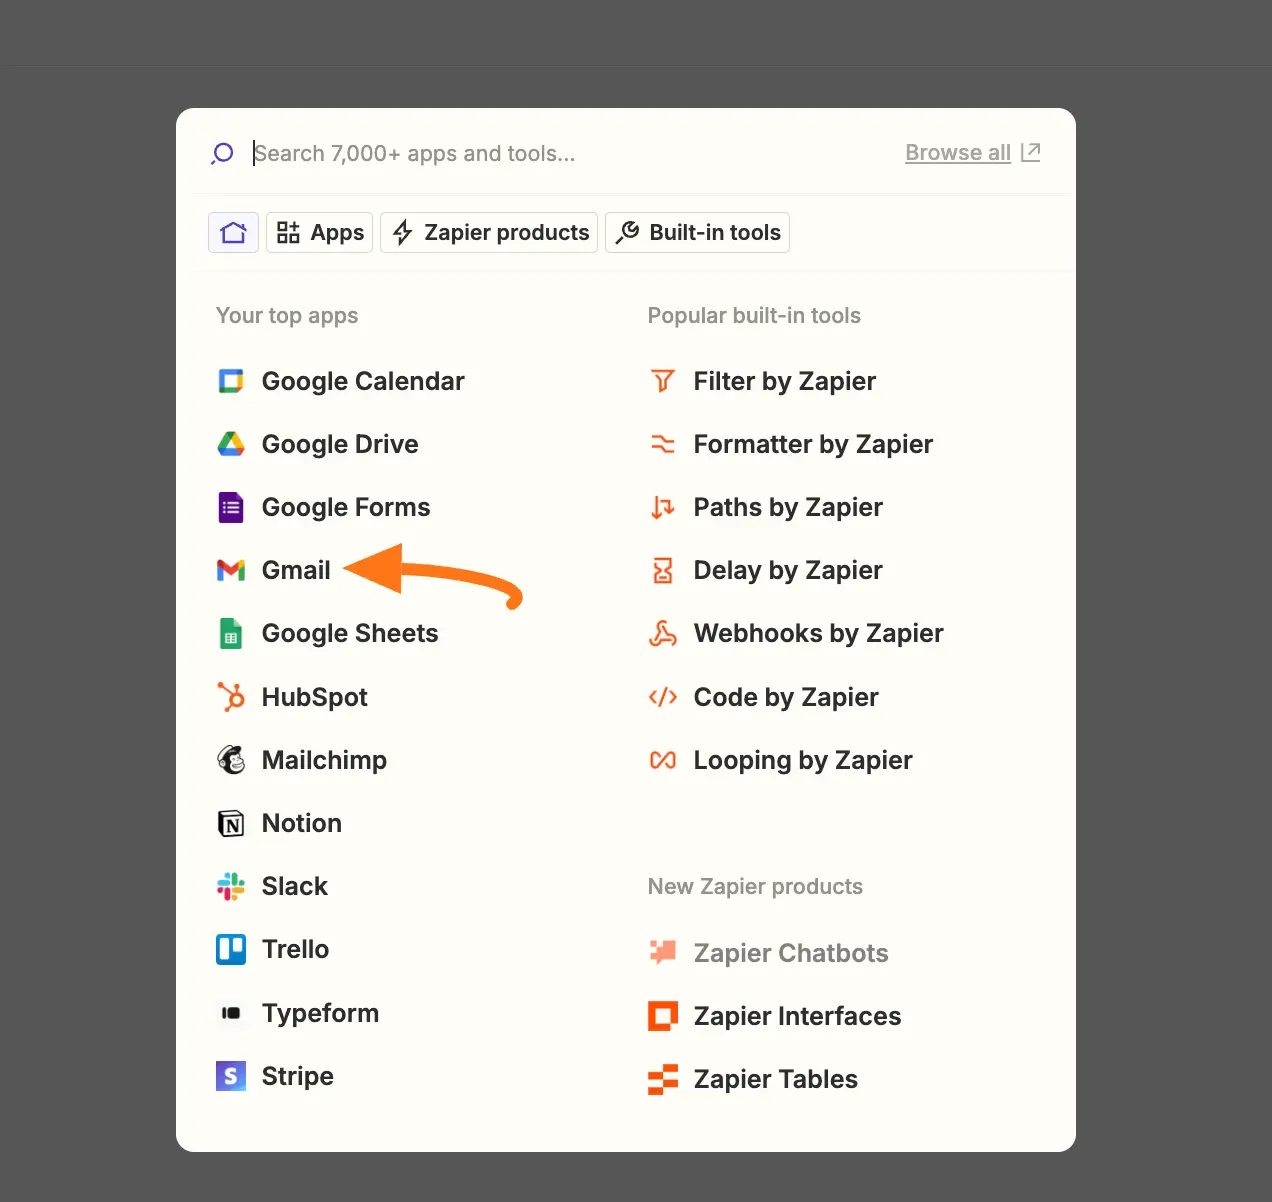 Search 7,000+ apps and tools...
Browse all
Apps
Zapier products
Built-in tools
Your top apps
Google Calendar
Google Drive
Google Forms
Gmail
Google Sheets
HubSpot
Mailchimp
Notion
Slack
Trello
Typeform
Stripe
Popular built-in tools
Filter by Zapier
Formatter by Zapier
Paths by Zapier
Delay by Zapier
Webhooks by Zapier
Code by Zapier
Looping by Zapier
New Zapier products
Zapier Chatbots
Zapier Interfaces
Zapier Tables